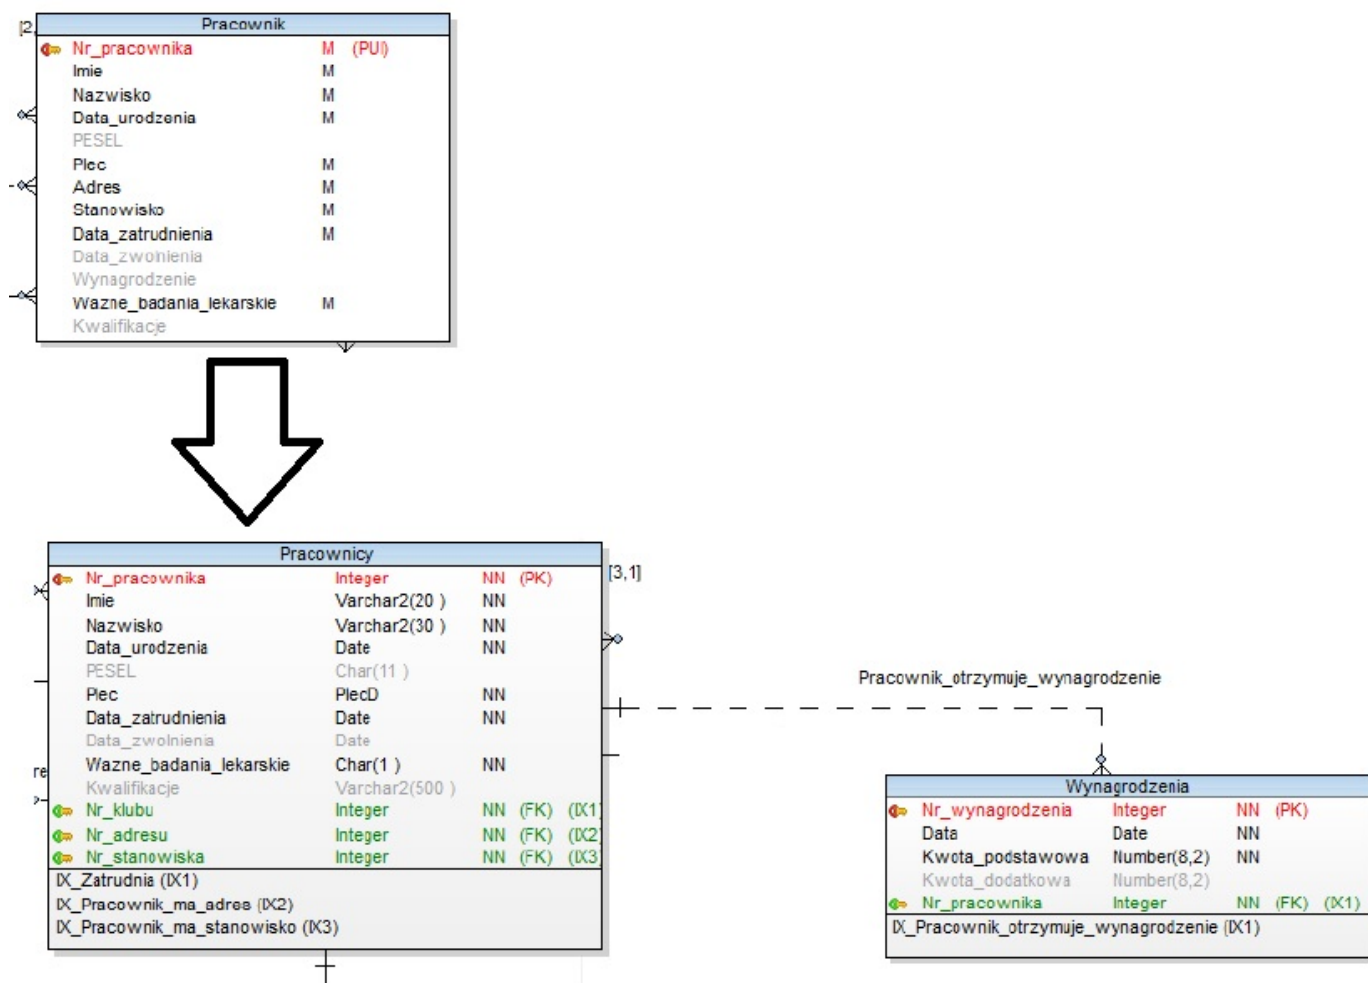 [2,
Pracownik
Nr_pracownika M (PUI)
Imie M
Nazwisko M
Data_urodzenia M
PESEL
Plec M
Adres M
Stanowisko M
Data_zatrudnienia M
Data_zwolnienia
Wynagrodzenie
Wazne_badania_lekarskie M
Kwalifikacje
Pracownicy
[3,1]
Nr_pracownika Integer NN (PK)
Imie Varchar2(20 ) NN
Nazwisko Varchar2(30 ) NN
Data_urodzenia Date NN
PESEL Char(11 )
Plec PlecD NN
Data_zatrudnienia Date NN
Data_zwolnienia Date
re
Wazne_badania_lekarskie Char(1 ) NN
Kwalifikacje Varchar2(500 )
Nr_klubu Integer NN (FK) (IX1
Nr_adresu Integer NN (FK) (IX2
Nr_stanowiska Integer NN (FK) (IX3
IX_Zatrudnia (IX1)
IX_Pracownik_ma_adres (IX2)
IX_Pracownik_ma_stanowisko (IX3)
Pracownik_otrzymuje_wynagrodzenie
Wynagrodzenia
Nr_wynagrodzenia Integer NN (PK)
Data Date NN
Kwota_podstawowa Number(8,2) NN
Kwota_dodatkowa Number(8,2)
Nr_pracownika Integer NN (FK) (IX1)
IX_Pracownik_otrzymuje_wynagrodzenie (IX1)